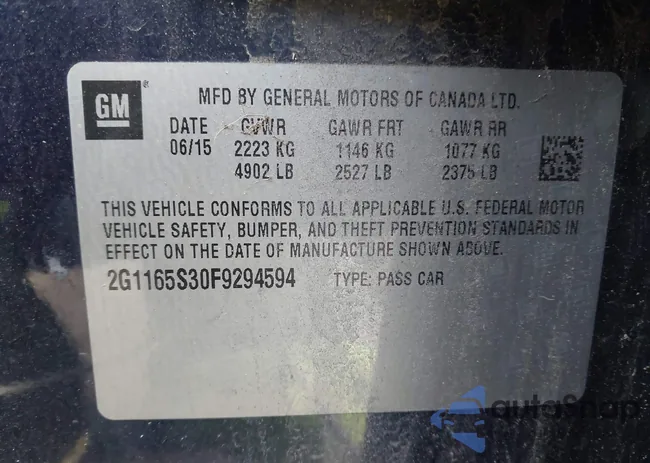 GM
MFD BY GENERAL MOTORS OF CANADA LTD.
DATE GVWR GAWR FRT GAWR RR
06/15 2223 KG 1146 KG 1077 KG
4902 LB 2527 LB 2375 LB
THIS VEHICLE CONFORMS TO ALL APPLICABLE U.S. FEDERAL MOTOR
VEHICLE SAFETY, BUMPER, AND THEFT PREVENTION STANDARDS IN
EFFECT ON THE DATE OF MANUFACTURE SHOWN ABOVE.
2G1165S30F9294594 TYPE: PASS CAR
autoShop